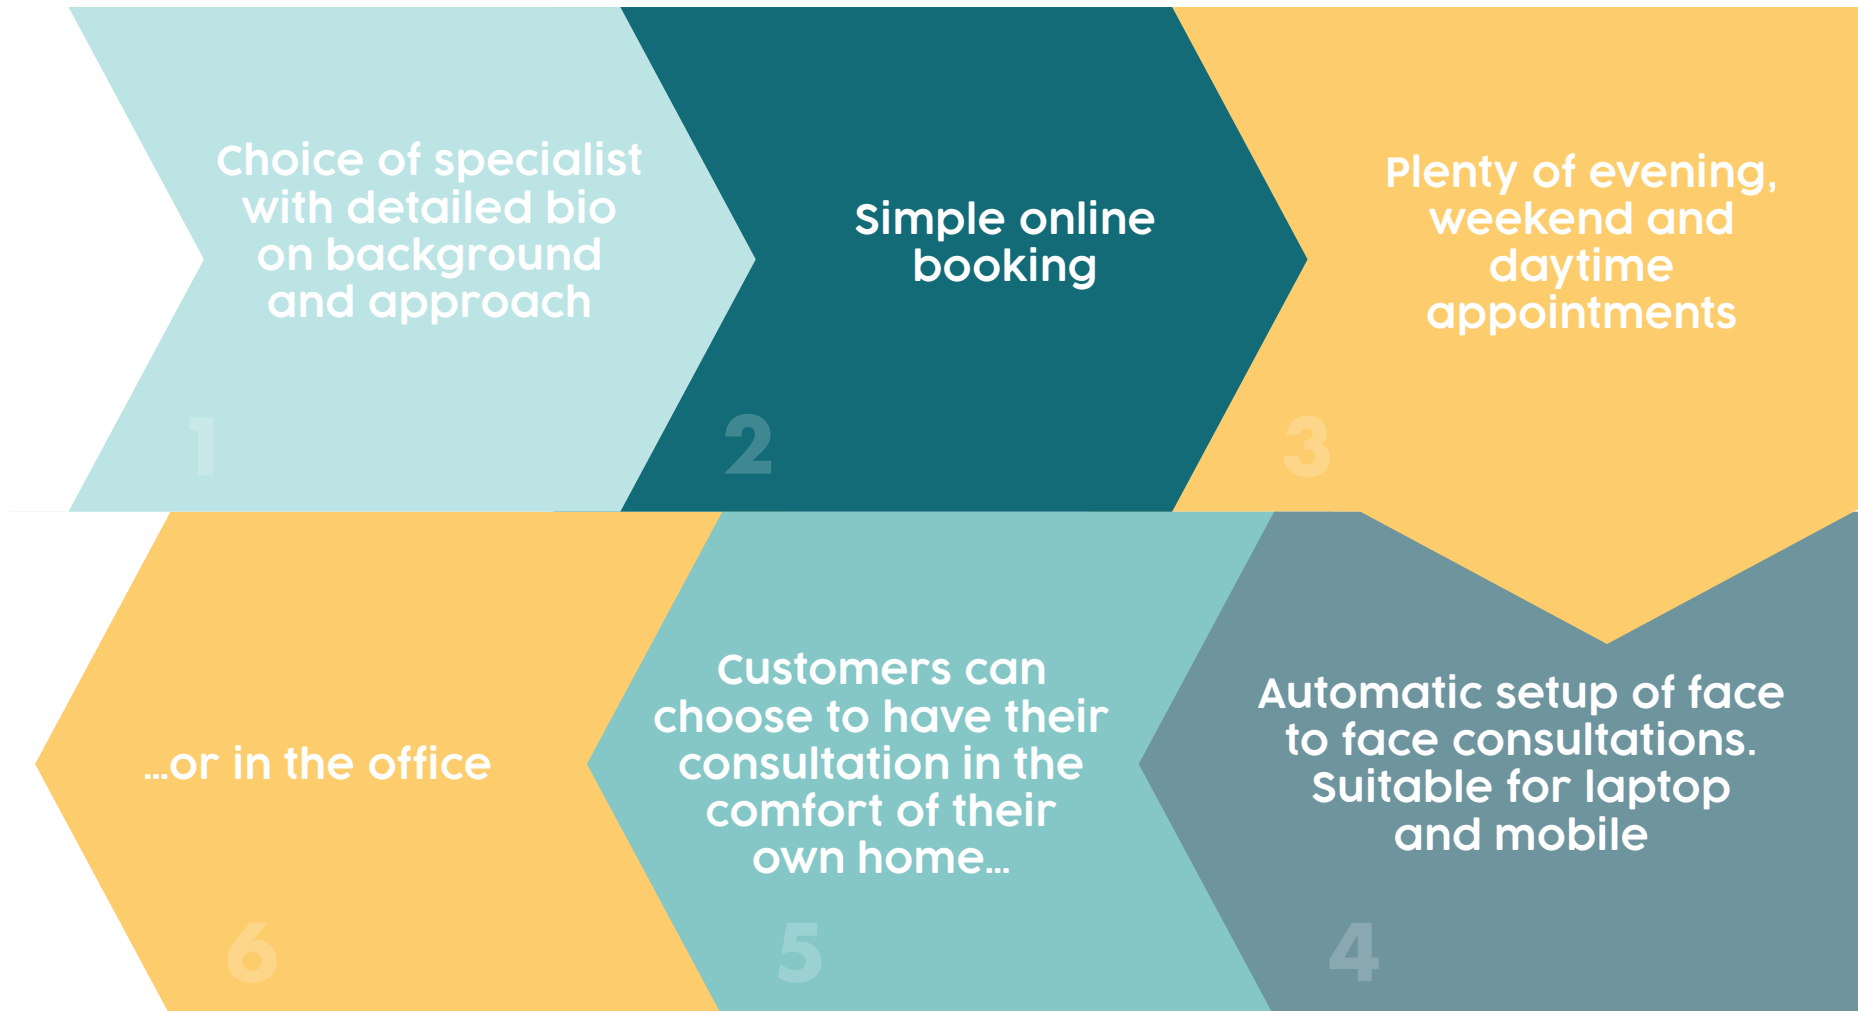 Choice of specialist
with detailed bio
on background
and approach
1
Simple online
booking
2
Plenty of evening,
weekend and
daytime
appointments
3
Automatic setup of face
to face consultations.
Suitable for laptop
and mobile
4
Customers can
choose to have their
consultation in the
comfort of their
own home...
5
...or in the office
6